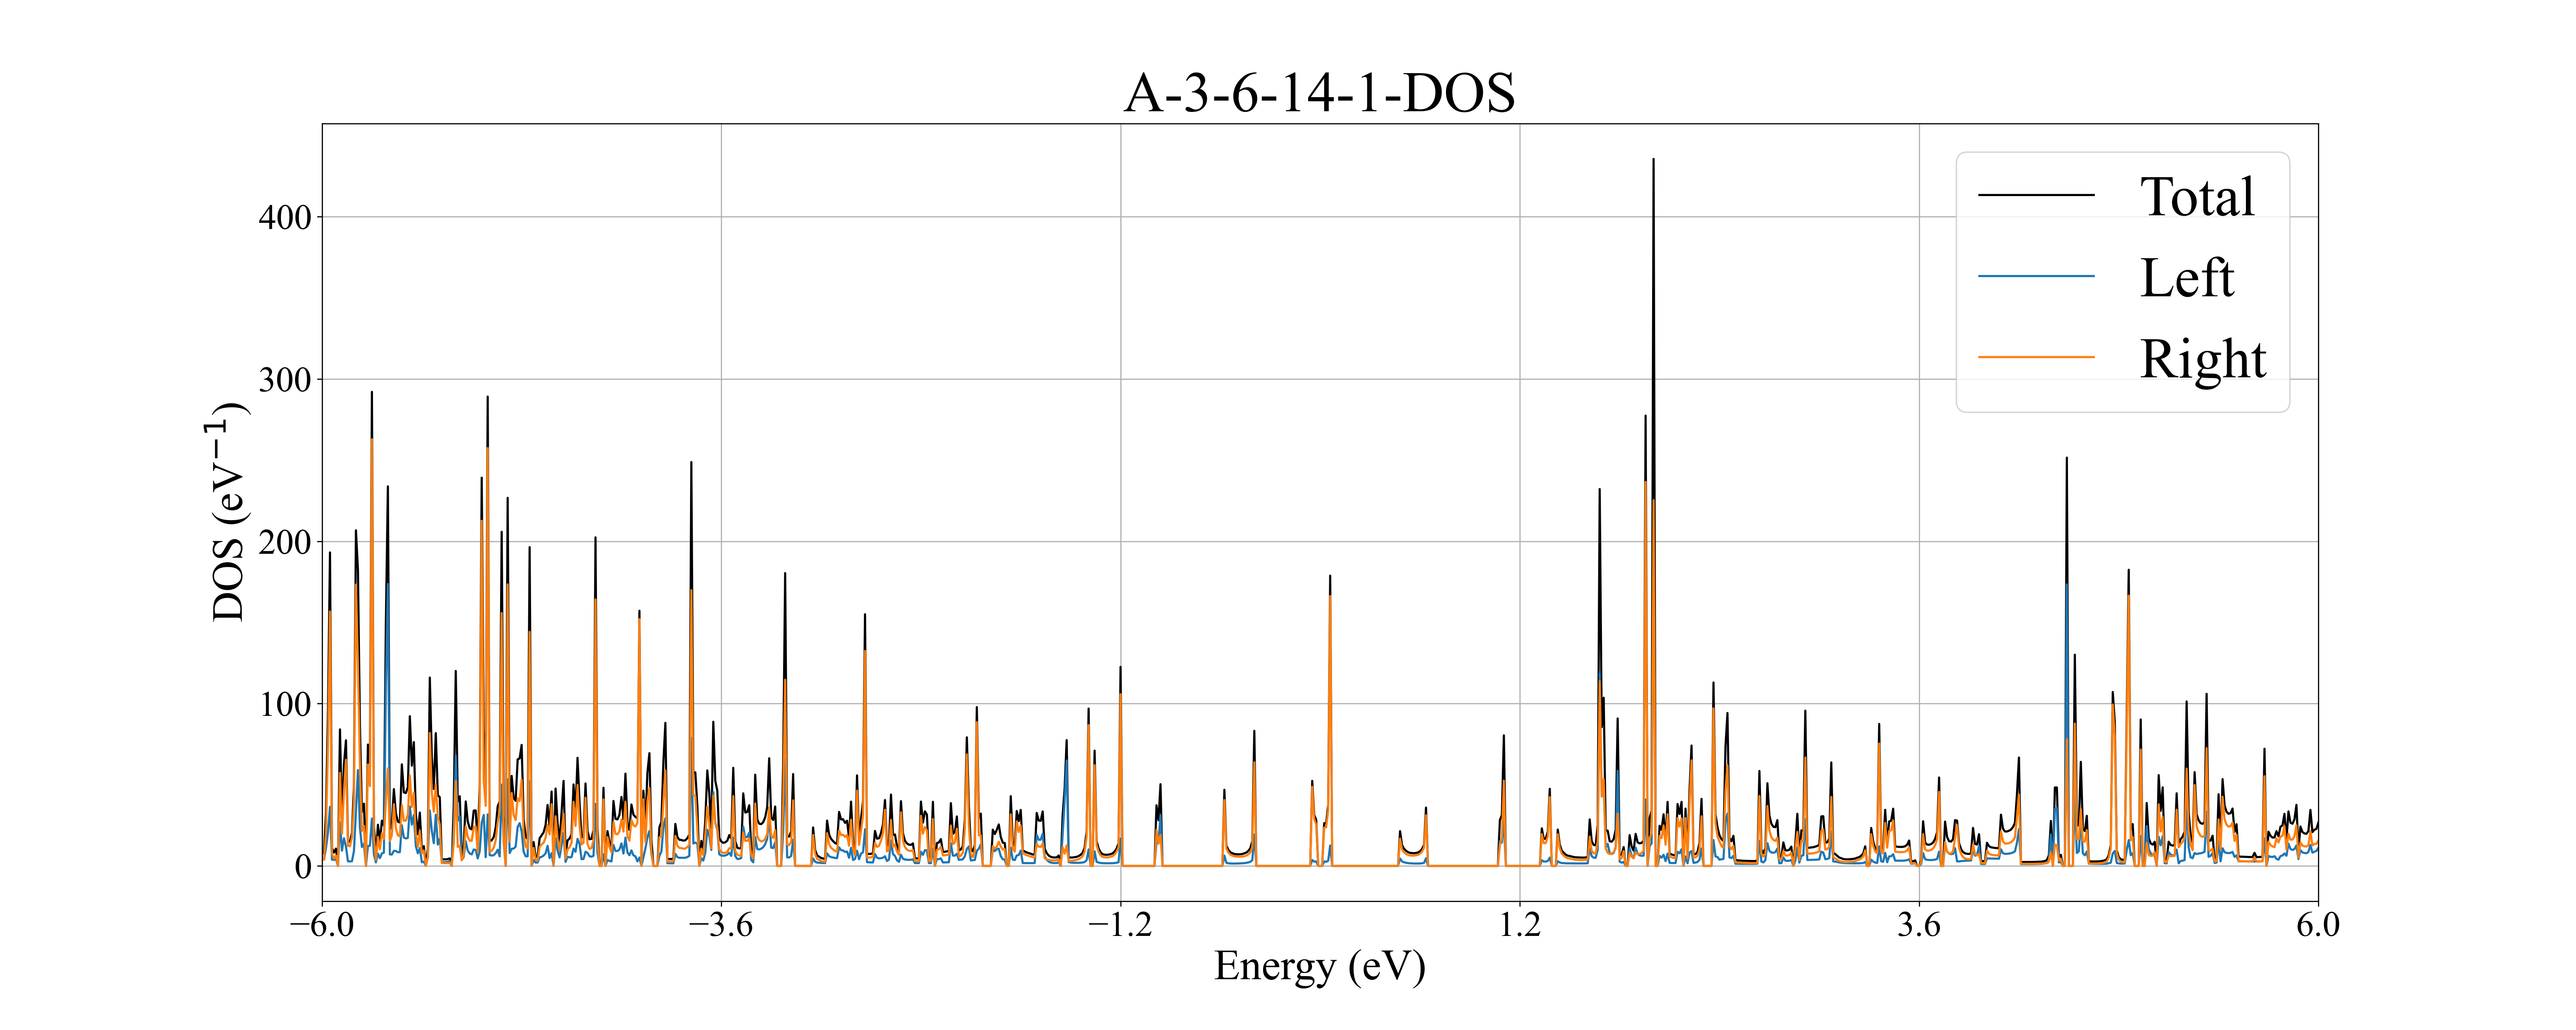 A-3-6-14-1-DOS
Total
Left
Right
DOS (eV⁻¹)
400
300
200
100
0
−6.0 −3.6 −1.2 1.2 3.6 6.0
Energy (eV)